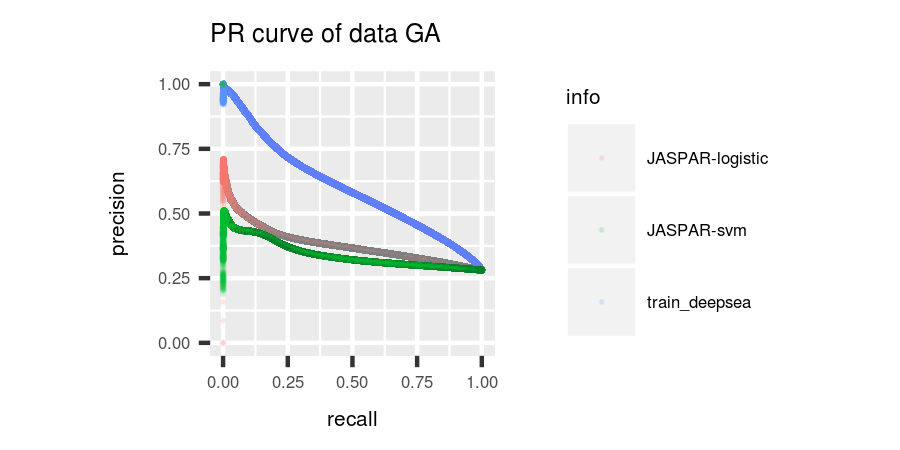 PR curve of data GA
precision
1.00
0.75
0.50
0.25
0.00
0.00 0.25 0.50 0.75 1.00
recall
info
JASPAR-logistic
JASPAR-svm
train_deepsea